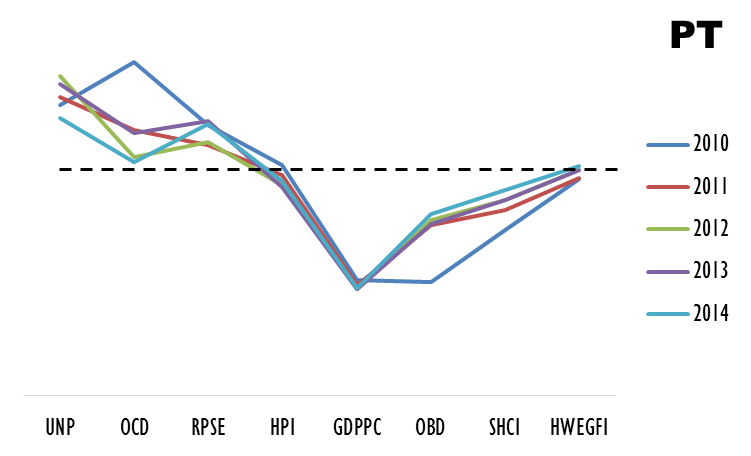 PT
2010
2011
2012
2013
2014
UNP OCD RPSE HPI GDPPC OBD SHCI HWEGFI